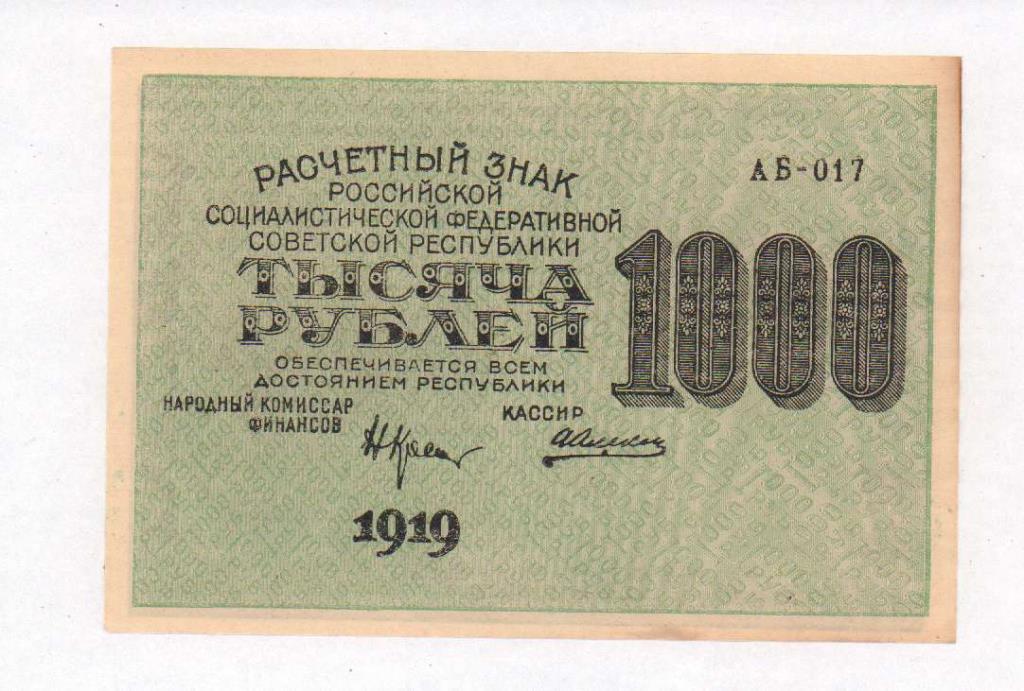 РАСЧЕТНЫЙ ЗНАК
РОССИЙСКОЙ
СОЦИАЛИСТИЧЕСКОЙ ФЕДЕРАТИВНОЙ
СОВЕТСКОЙ РЕСПУБЛИКИ
ТЫСЯЧА
РУБЛЕЙ
ОБЕСПЕЧИВАЕТСЯ ВСЕМ
ДОСТОЯНИЕМ РЕСПУБЛИКИ
НАРОДНЫЙ КОМИССАР
ФИНАНСОВ
КАССИР
1919
АБ-017
1000